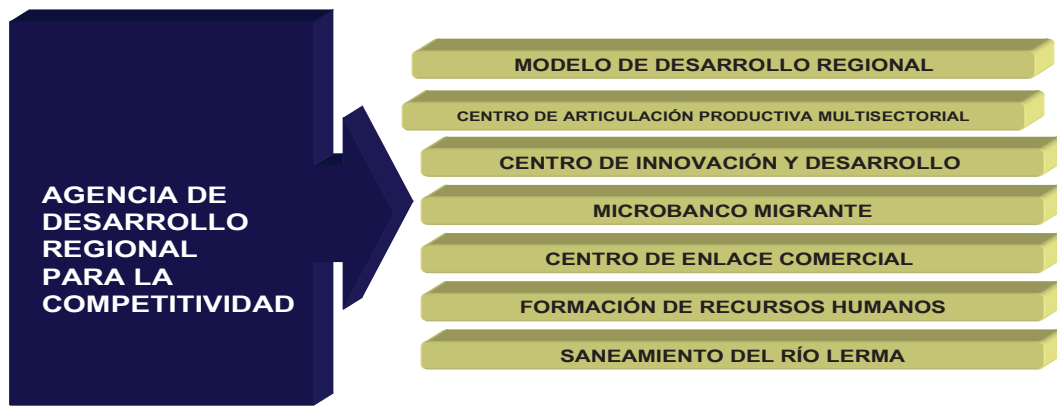 AGENCIA DE
DESARROLLO
REGIONAL
PARA LA
COMPETITIVIDAD
MODELO DE DESARROLLO REGIONAL
CENTRO DE ARTICULACIÓN PRODUCTIVA MULTISECTORIAL
CENTRO DE INNOVACIÓN Y DESARROLLO
MICROBANCO MIGRANTE
CENTRO DE ENLACE COMERCIAL
FORMACIÓN DE RECURSOS HUMANOS
SANEAMIENTO DEL RÍO LERMA